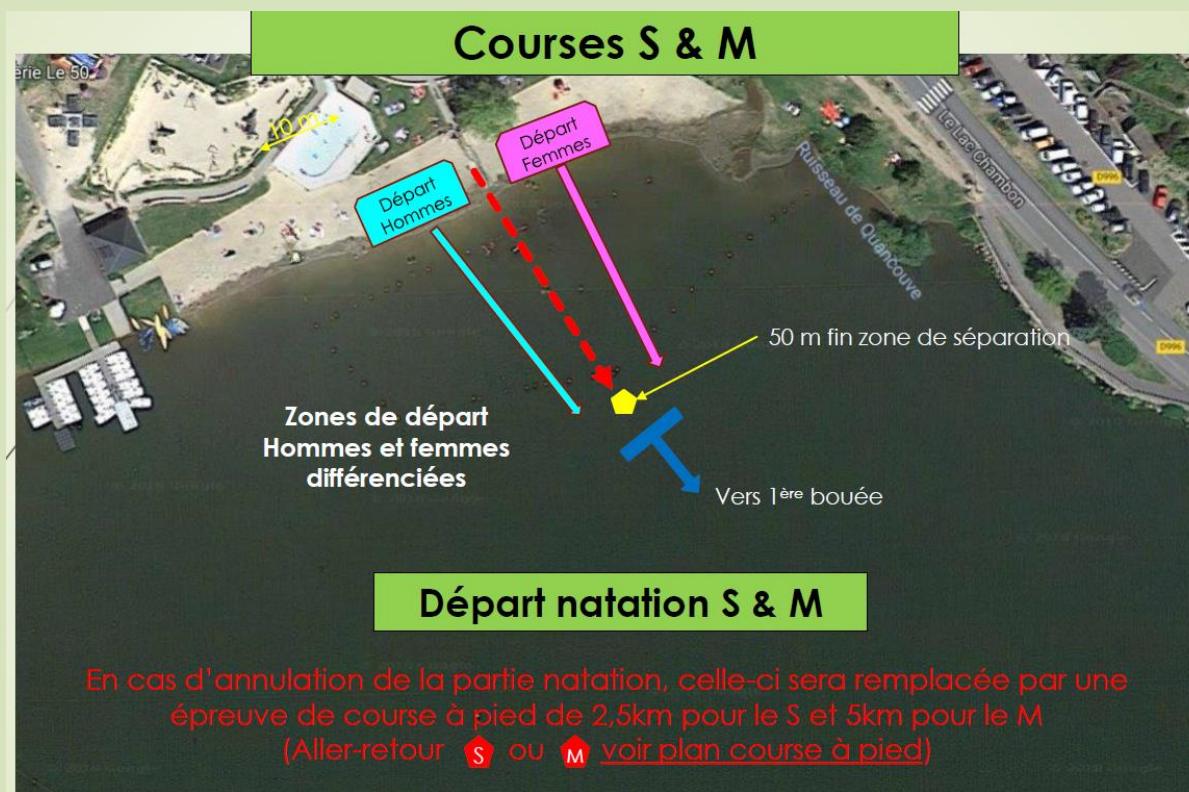 Courses S & M
érie Le 50
10 m
Départ
Femmes
Départ
Hommes
Le Lac Chambon
D996
Ruisseau de Quancouve
D996
50 m fin zone de séparation
Zones de départ
Hommes et femmes
différenciées
Vers 1ère bouée
Départ natation S & M
En cas d’annulation de la partie natation, celle-ci sera remplacée par une
épreuve de course à pied de 2,5km pour le S et 5km pour le M
(Aller-retour S ou M voir plan course à pied)